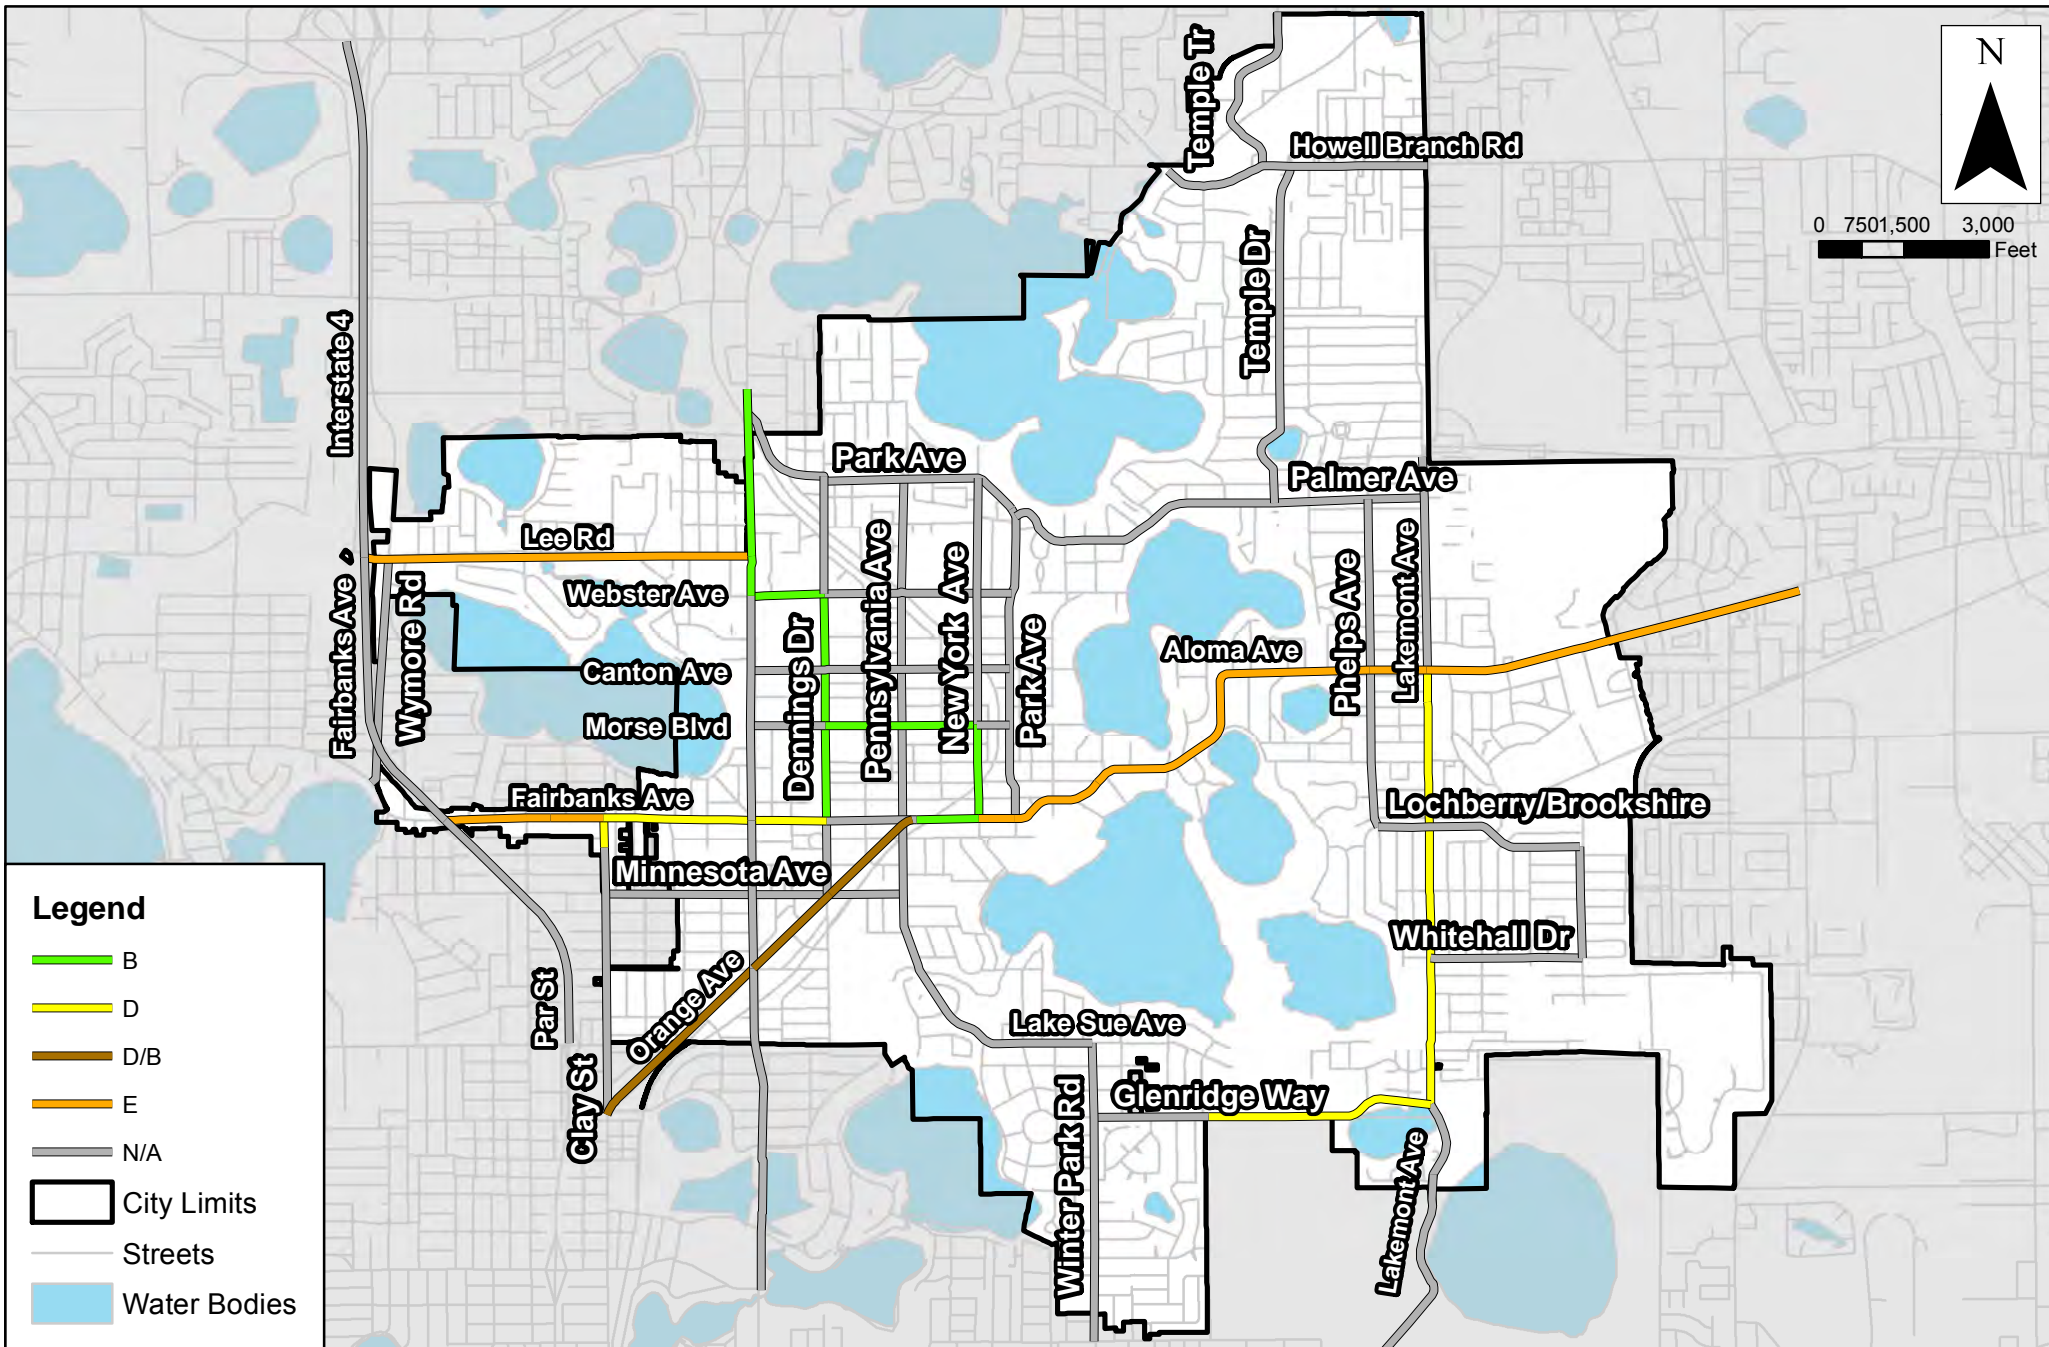 N
0 7501,500 3,000
Feet
Temple Tr
Howell Branch Rd
Temple Dr
Interstate 4
Park Ave
Palmer Ave
Lee Rd
Fairbanks Ave
Wymore Rd
Webster Ave
Pennsylvania Ave
New York Ave
Phelps Ave
Lakemont Ave
Dennings Dr
Park Ave
Aloma Ave
Canton Ave
Morse Blvd
Fairbanks Ave
Lochberry/Brookshire
Minnesota Ave
Whitehall Dr
Orange Ave
Par St
Lake Sue Ave
Clay St
Glenridge Way
Winter Park Rd
Lakemont Ave
Legend
B
D
D/B
E
N/A
City Limits
Streets
Water Bodies